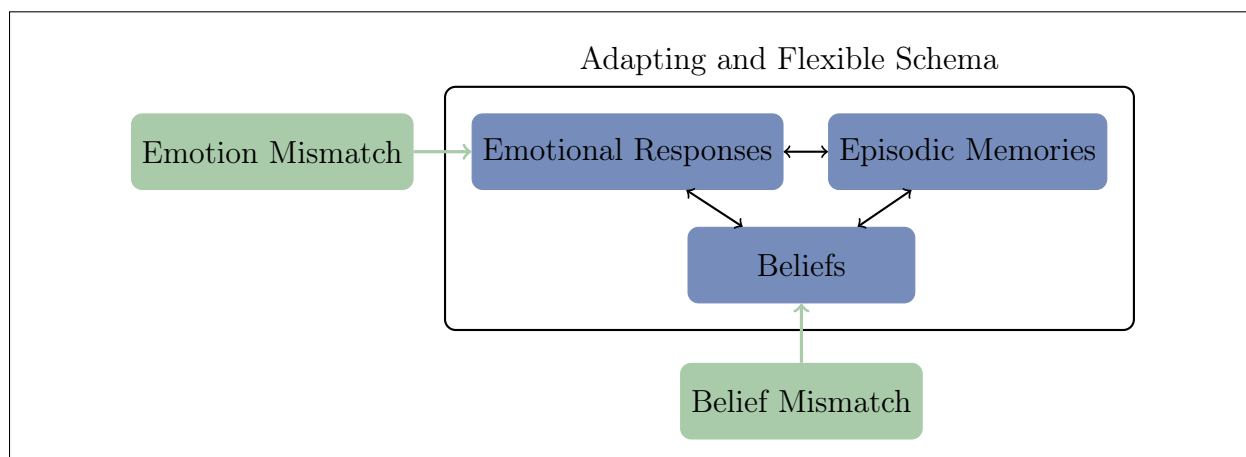 Adapting and Flexible Schema
Emotion Mismatch
Emotional Responses
Episodic Memories
Beliefs
Belief Mismatch